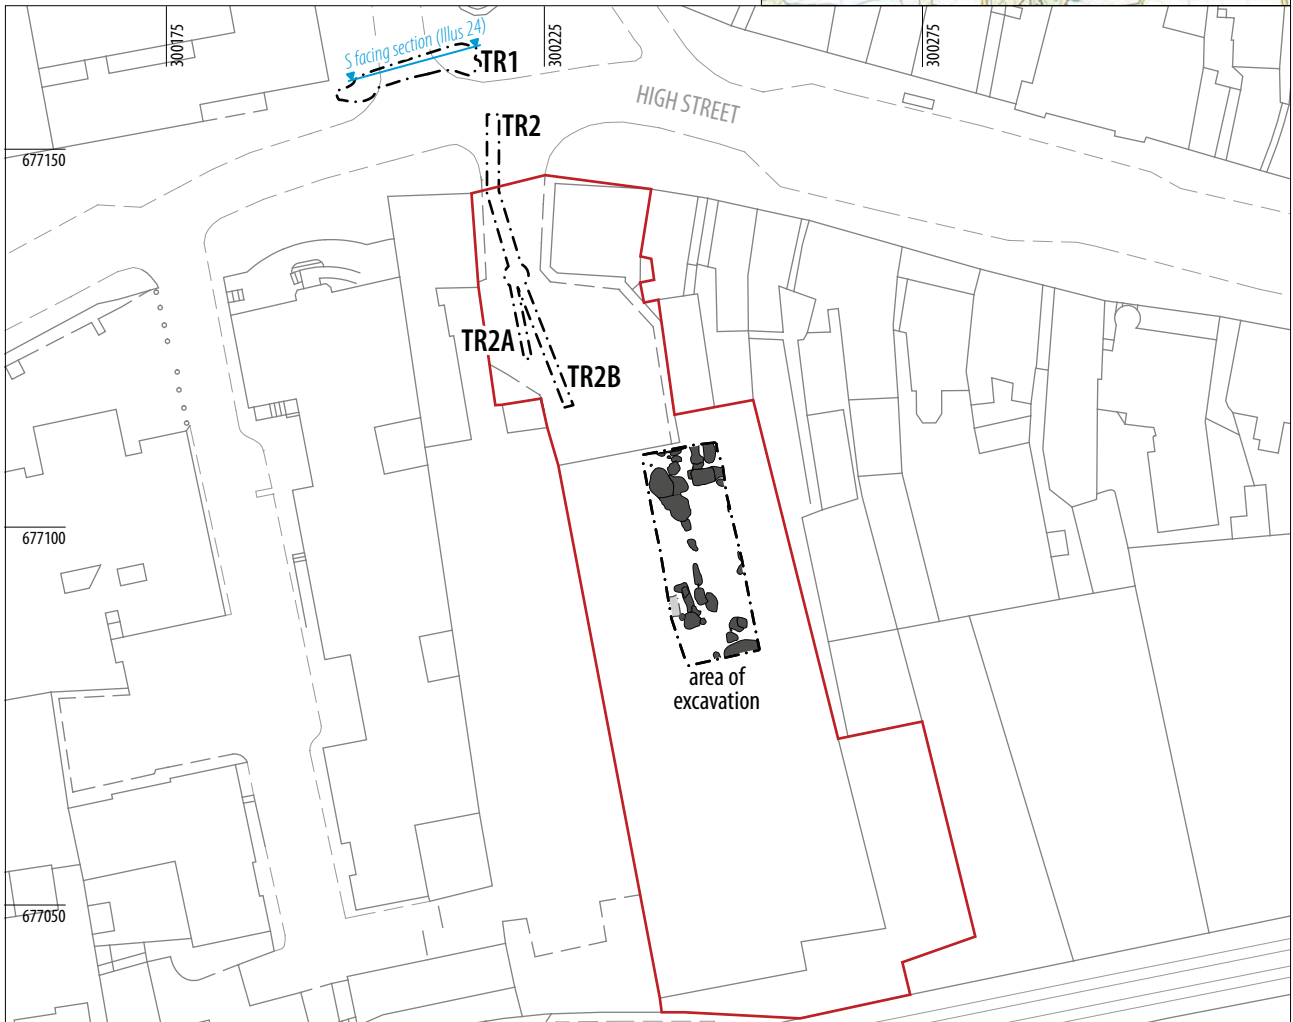 300175
300225
300275
S facing section (Illus 24)
TR1
HIGH STREET
TR2
677150
TR2A
TR2B
677100
area of
excavation
677050